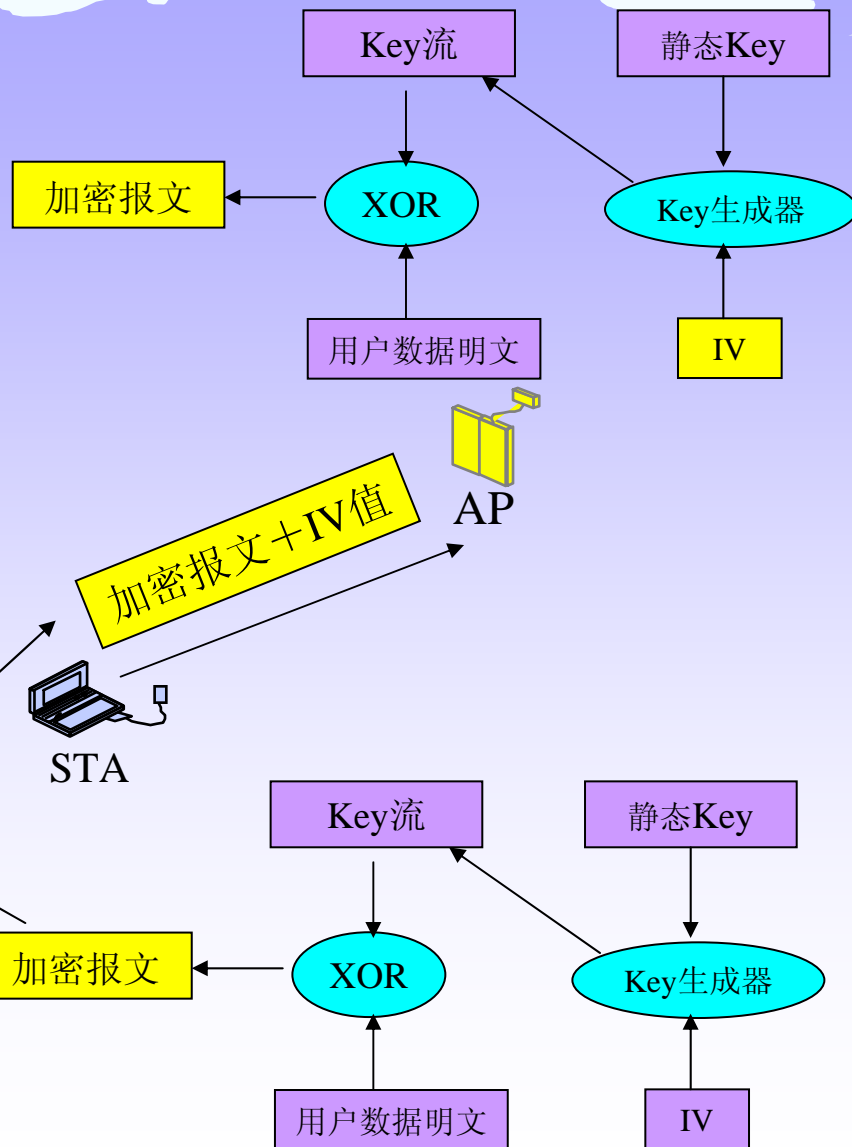 Key流
静态Key
加密报文
XOR
Key生成器
用户数据明文
IV
AP
加密报文＋IV值
STA
Key流
静态Key
加密报文
XOR
Key生成器
用户数据明文
IV